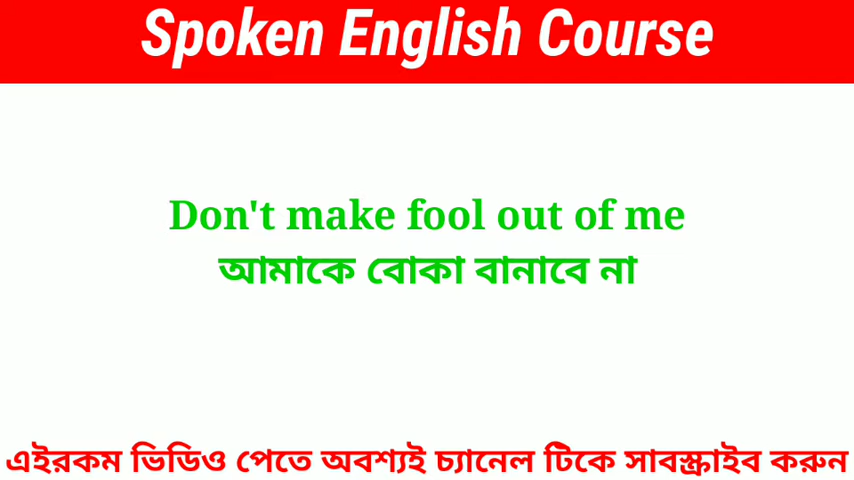 Spoken English Course
Don't make fool out of me
আমাকে বোকা বানাবে না
এইরকম ভিডিও পেতে অবশ্যই চ্যানেল টিকে সাবস্ক্রাইব করুন